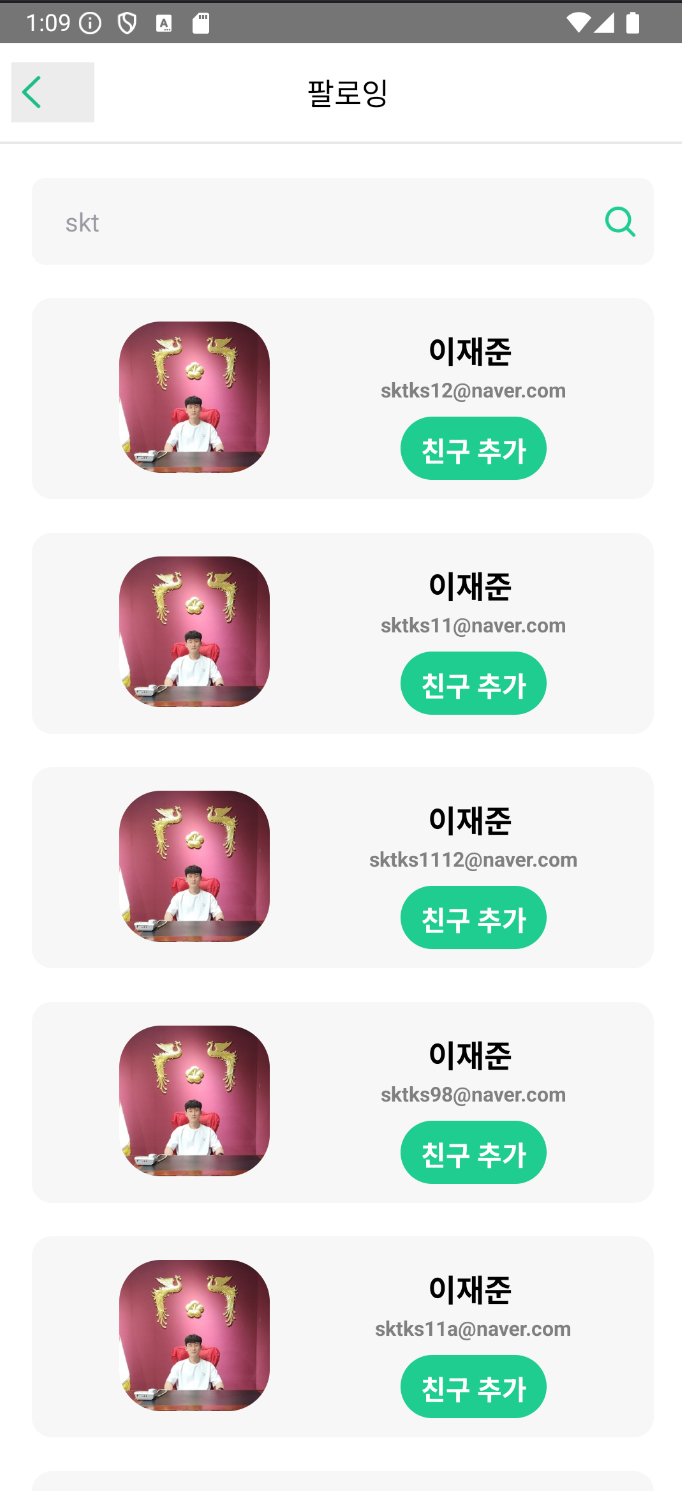 1:09
팔로잉
skt
이재준
sktks12@naver.com
친구 추가
이재준
sktks11@naver.com
친구 추가
이재준
sktks1112@naver.com
친구 추가
이재준
sktks98@naver.com
친구 추가
이재준
sktks11a@naver.com
친구 추가